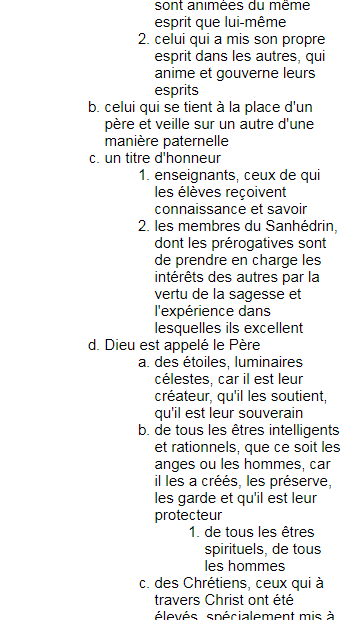 sont animées du même
esprit que lui-même
2. celui qui a mis son propre
esprit dans les autres, qui
anime et gouverne leurs
esprits
b. celui qui se tient à la place d'un
père et veille sur un autre d'une
manière paternelle
c. un titre d'honneur
1. enseignants, ceux de qui
les élèves reçoivent
connaissance et savoir
2. les membres du Sanhédrin,
dont les prérogatives sont
de prendre en charge les
intérêts des autres par la
vertu de la sagesse et
l'expérience dans
lesquelles ils excellent
d. Dieu est appelé le Père
a. des étoiles, luminaires
célestes, car il est leur
créateur, qu'il les soutient,
qu'il est leur souverain
b. de tous les êtres intelligents
et rationnels, que ce soit les
anges ou les hommes, car
il les a créés, les préserve,
les garde et qu'il est leur
protecteur
1. de tous les êtres
spirituels, de tous
les hommes
c. des Chrétiens, ceux qui à
travers Christ ont été
élevés, spécialement mis à